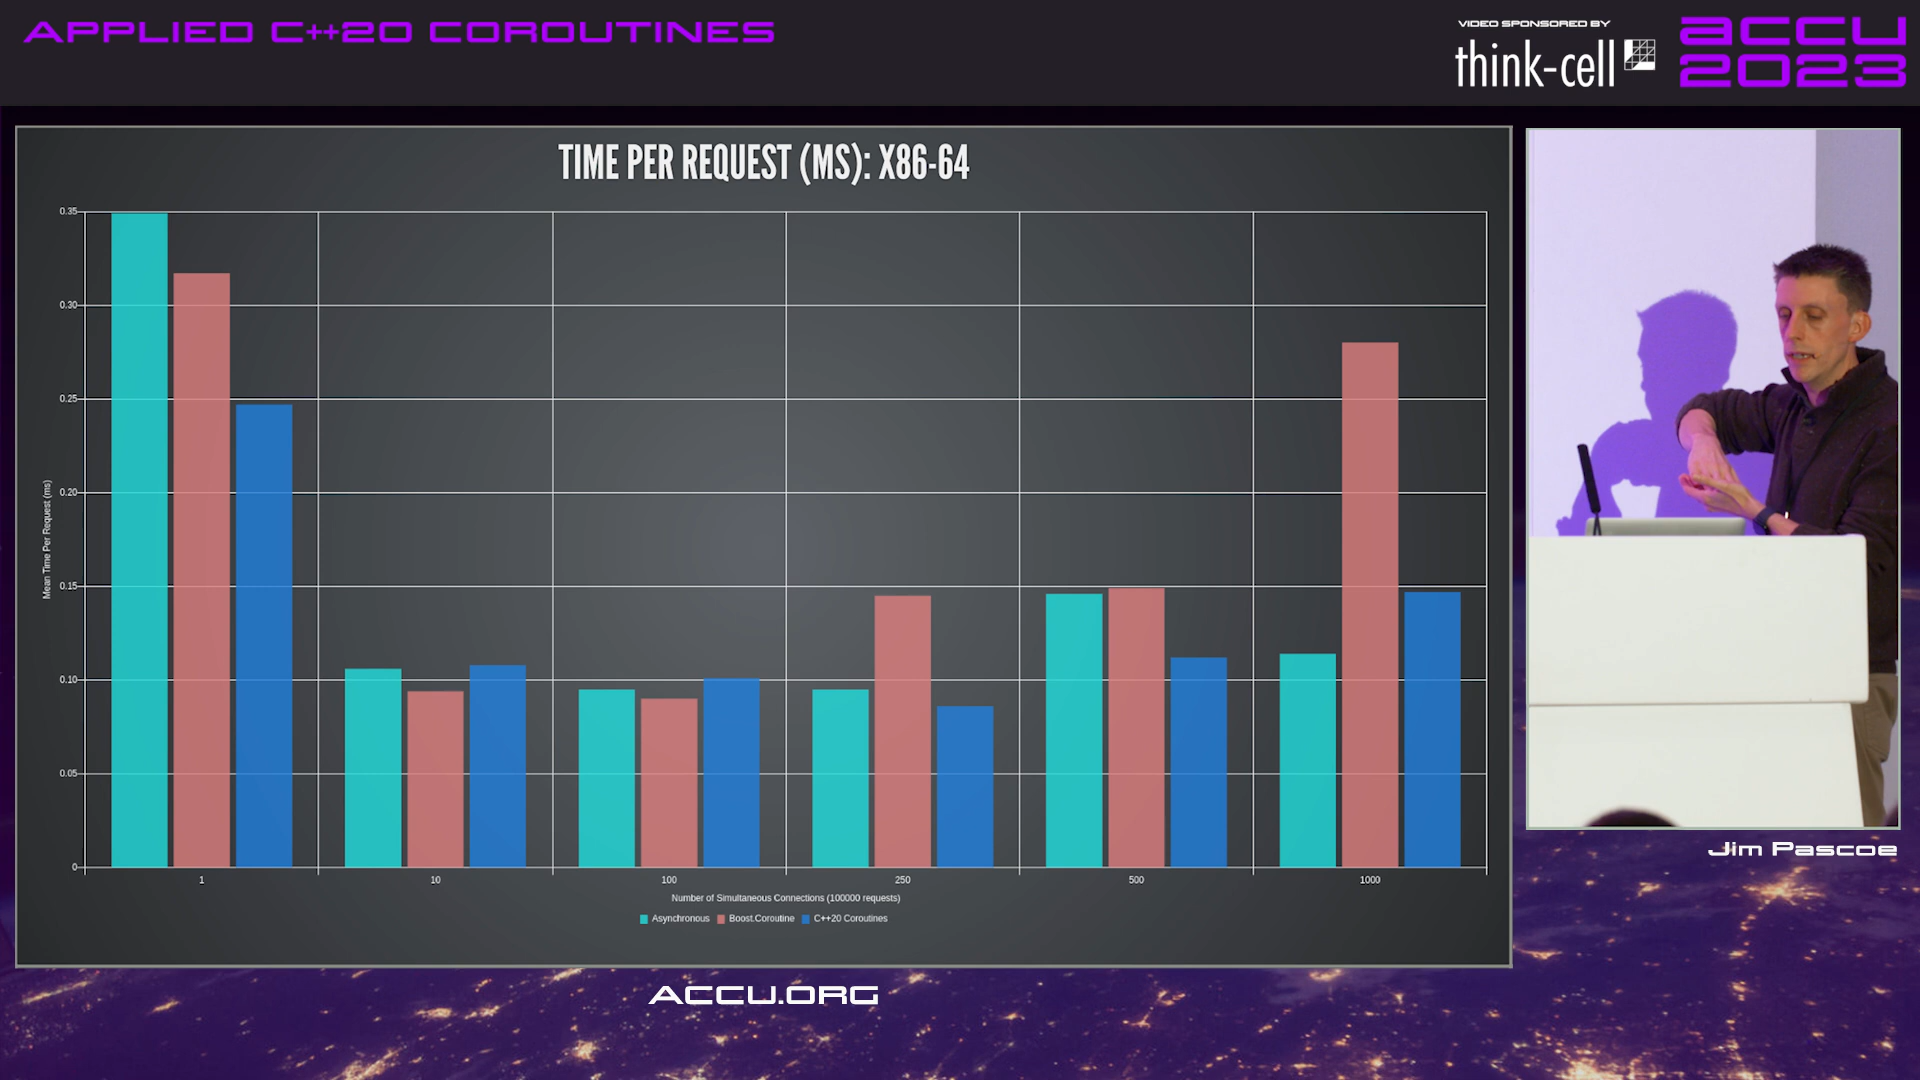 APPLIED C++20 COROUTINES
VIDEO SPONSORED BY
think-cell
accu
2023
TIME PER REQUEST (MS): X86-64
0.35
0.30
0.25
0.20
0.15
0.10
0.05
0
Mean Time Per Request (ms)
1 10 100 250 500 1000
Number of Simultaneous Connections (100000 requests)
Asynchronous Boost.Coroutine C++20 Coroutines
Jim Pascoe
ACCU.ORG